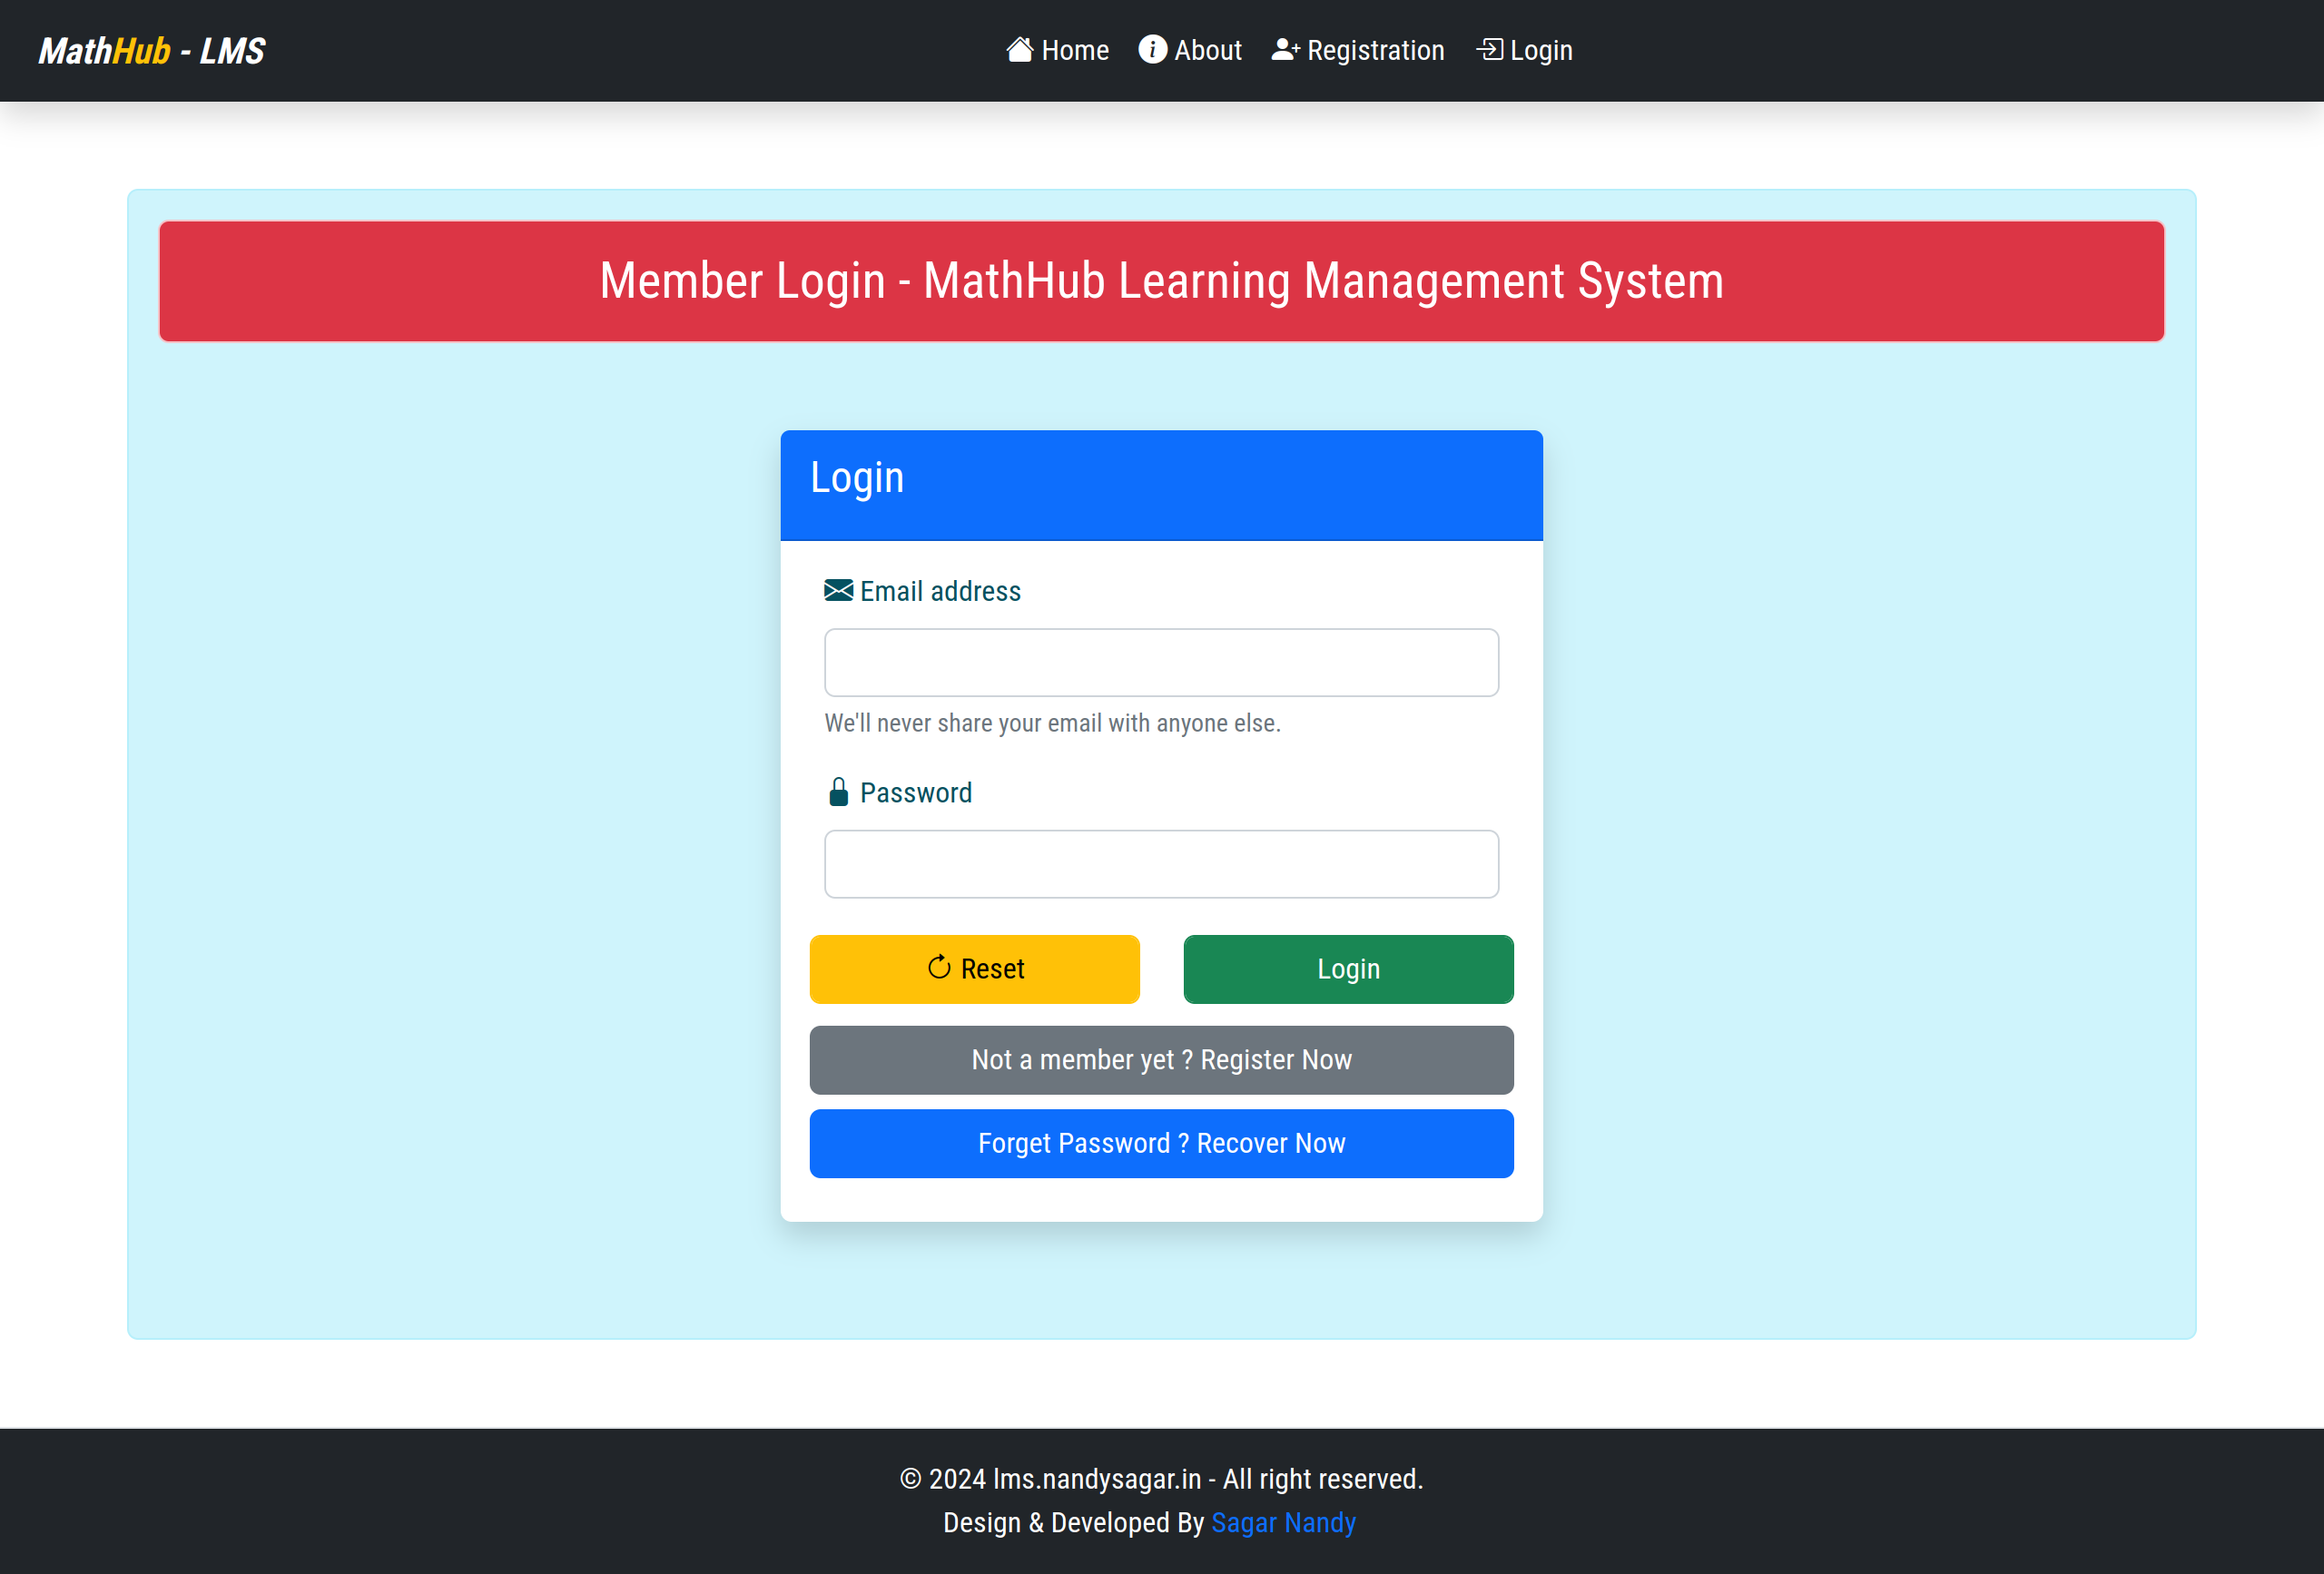 MathHub - LMS
Home About Registration Login
Member Login - MathHub Learning Management System
Login
Email address
We'll never share your email with anyone else.
Password
Reset Login
Not a member yet ? Register Now
Forget Password ? Recover Now
© 2024 lms.nandysagar.in - All right reserved.
Design & Developed By Sagar Nandy